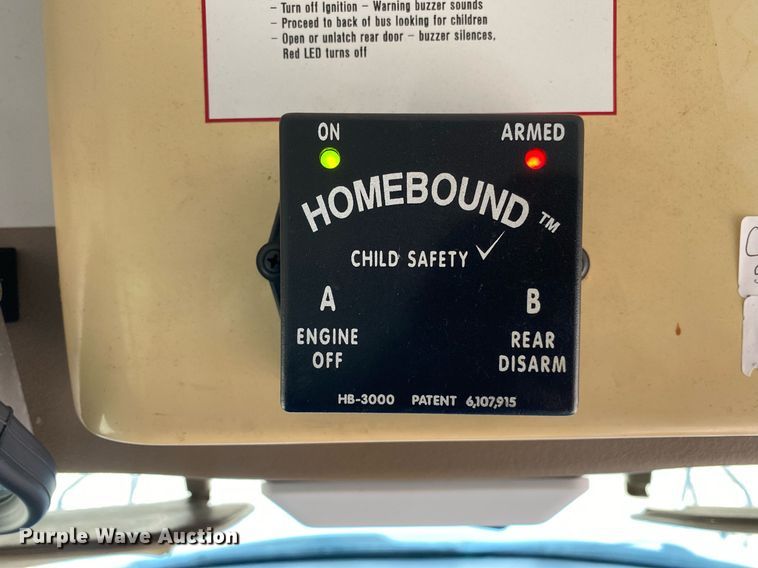 - Turn off Ignition – Warning buzzer sounds
- Proceed to back of bus looking for children
- Open or unlatch rear door – buzzer silences,
Red LED turns off
ON ARMED
HOMEBOUND™
CHILD SAFETY ✓
A B
ENGINE OFF
REAR DISARM
HB-3000 PATENT 6,107,915
Purple Wave Auction